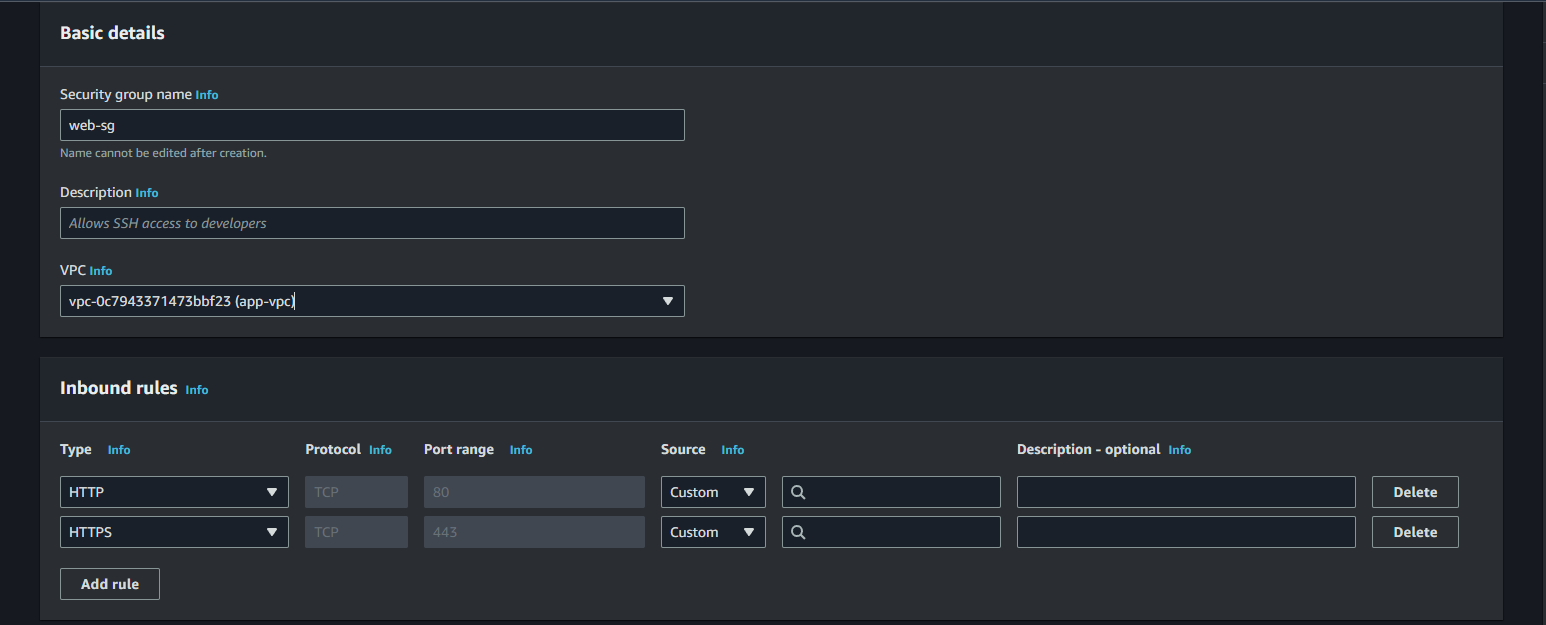 Basic details
Security group name Info
web-sg
Name cannot be edited after creation.
Description Info
Allows SSH access to developers
VPC Info
vpc-0c7943371473bbf23 (app-vpc)
Inbound rules Info
Type Info Protocol Info Port range Info Source Info Description - optional Info
HTTP TCP 80 Custom Delete
HTTPS TCP 443 Custom Delete
Add rule